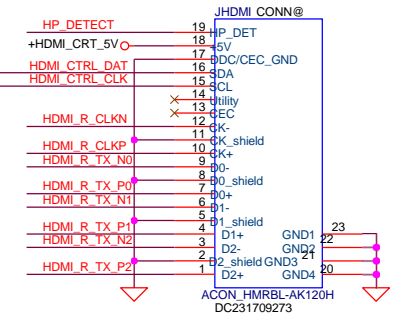 JHDMI CONN@
HP_DETECT 19 HP_DET
+HDMI_CRT_5V 18 +5V
17 DDC/CEC_GND
HDMI_CTRL_DAT 16 SDA
HDMI_CTRL_CLK 15 SCL
14 Utility
13 CEC
HDMI_R_CLKN 12 CK-
11 CK_shield
HDMI_R_CLKP 10 CK+
HDMI_R_TX_N0 9 D0-
8 D0_shield
HDMI_R_TX_P0 7 D0+
HDMI_R_TX_N1 6 D1-
5 D1_shield
HDMI_R_TX_P1 4 D1+ GND1 23
HDMI_R_TX_N2 3 D2- GND2 22
2 D2_shield GND3 21
HDMI_R_TX_P2 1 D2+ GND4 20
ACON_HMRBL-AK120H
DC231709273